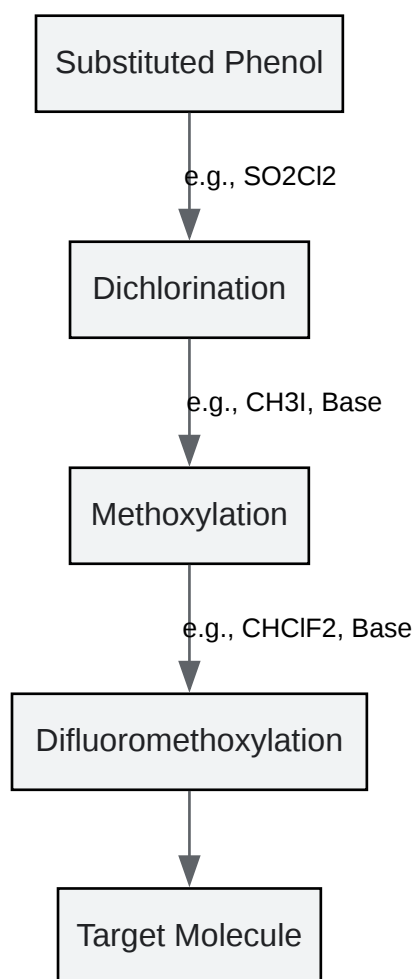 Substituted Phenol
e.g., SO2Cl2
Dichlorination
e.g., CH3I, Base
Methoxylation
e.g., CHClF2, Base
Difluoromethoxylation
Target Molecule